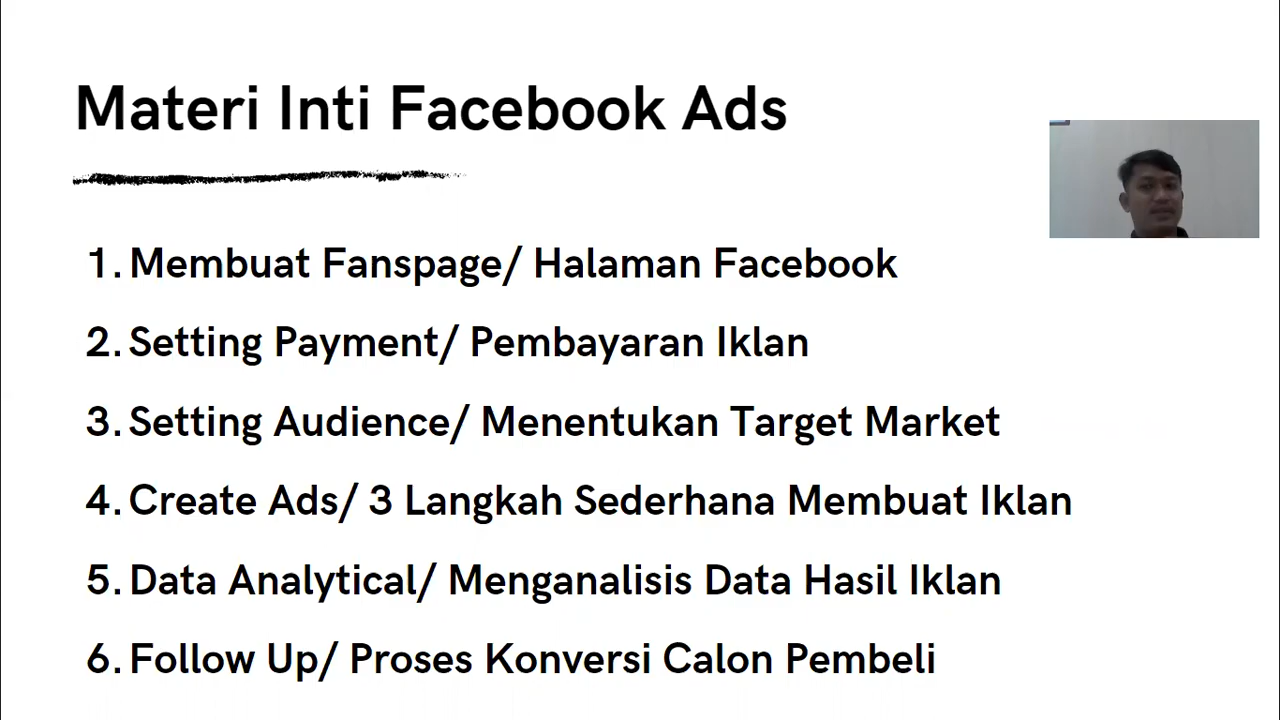 Materi Inti Facebook Ads
1. Membuat Fanspage/ Halaman Facebook
2. Setting Payment/ Pembayaran Iklan
3. Setting Audience/ Menentukan Target Market
4. Create Ads/ 3 Langkah Sederhana Membuat Iklan
5. Data Analytical/ Menganalisis Data Hasil Iklan
6. Follow Up/ Proses Konversi Calon Pembeli